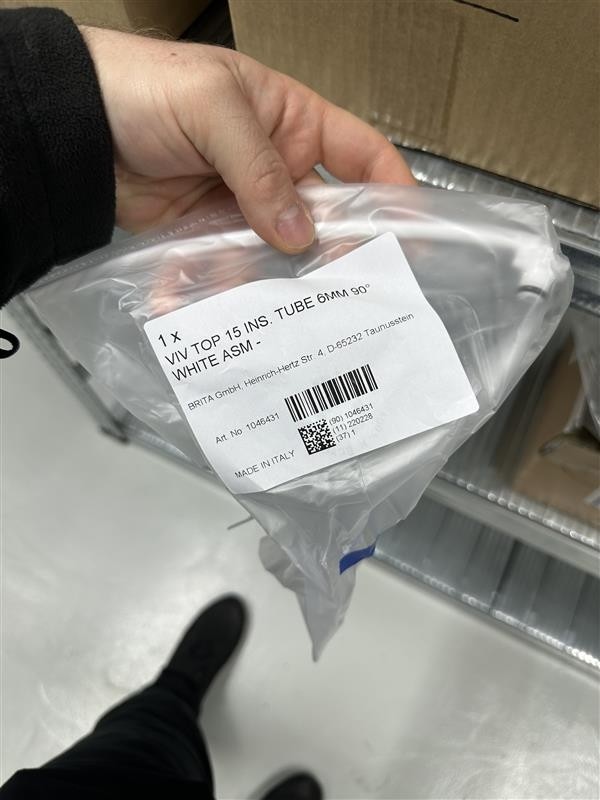 1 x
VIV TOP 15 INS. TUBE 6MM 90°
WHITE ASM -
BRITA GmbH, Heinrich-Hertz Str. 4, D-65232 Taunusstein
Art. No 1046431
(90) 1046431
(11) 220228
(37) 1
MADE IN ITALY